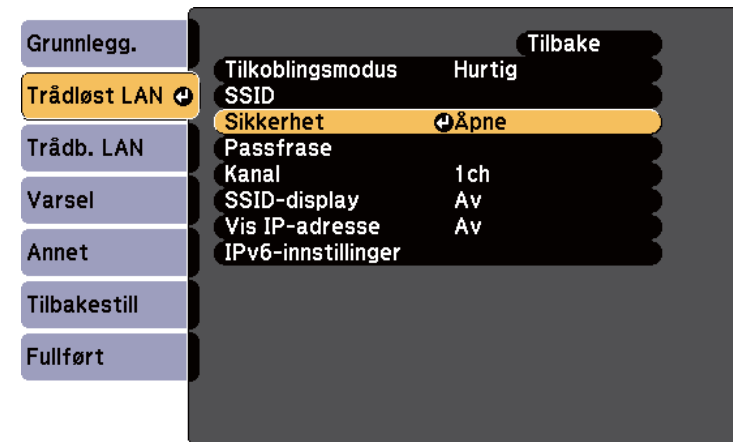 Grunnlegg.
Trådløst LAN
Trådb. LAN
Varsel
Annet
Tilbakestill
Fullført
Tilbake
Tilkoblingsmodus Hurtig
SSID
Sikkerhet Åpne
Passfrase
Kanal 1ch
SSID-display Av
Vis IP-adresse Av
IPv6-innstillinger